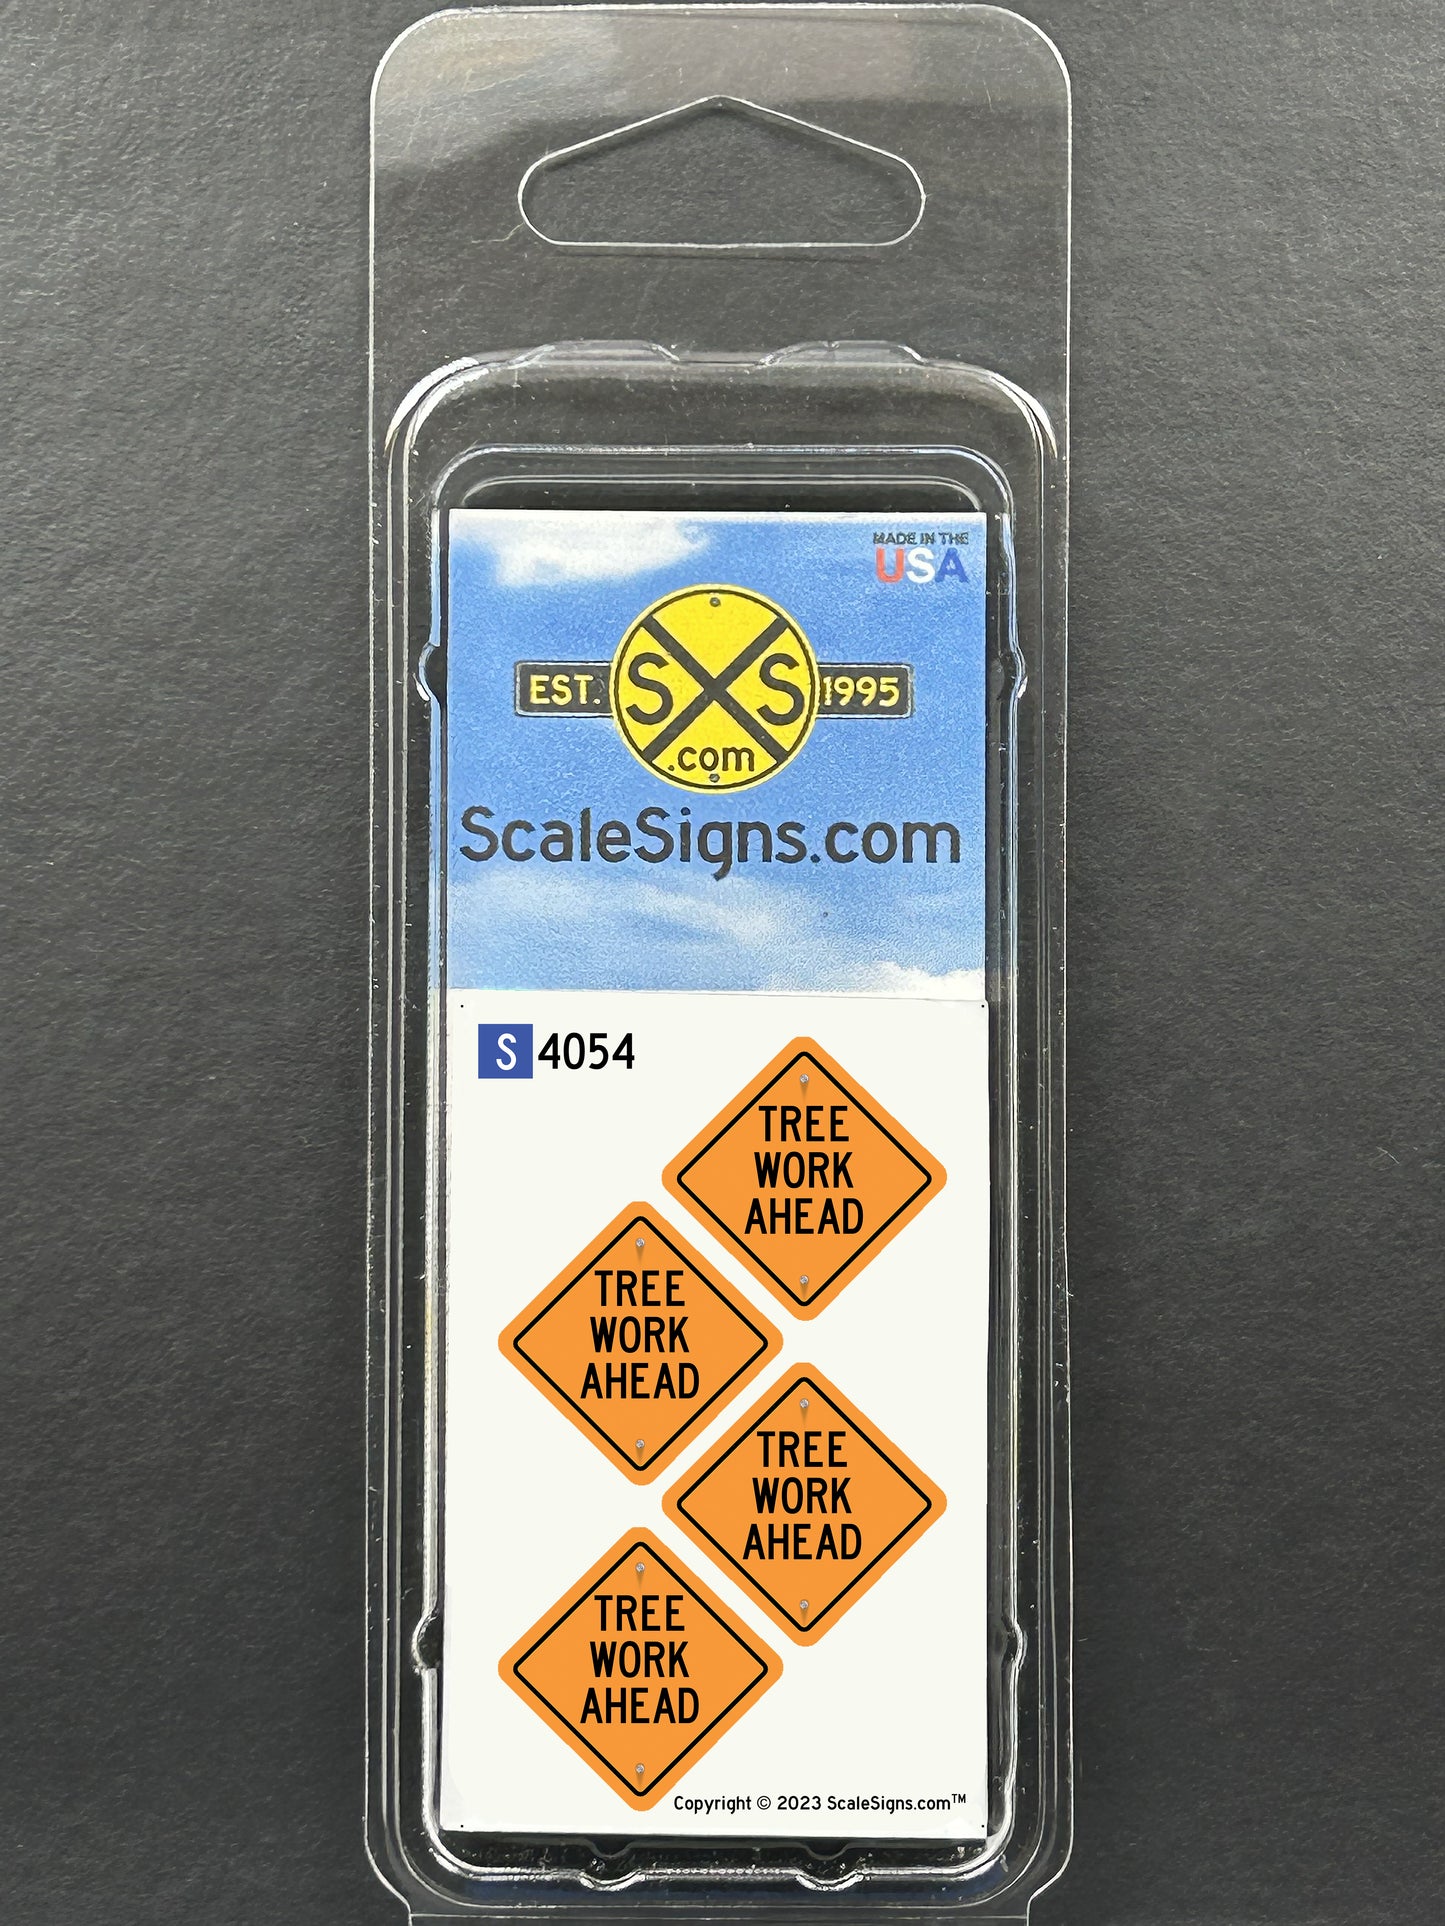 MADE IN THE
USA
EST. S S 1995
.com
ScaleSigns.com
S 4054
TREE
WORK
AHEAD
TREE
WORK
AHEAD
TREE
WORK
AHEAD
TREE
WORK
AHEAD
Copyright © 2023 ScaleSigns.com™